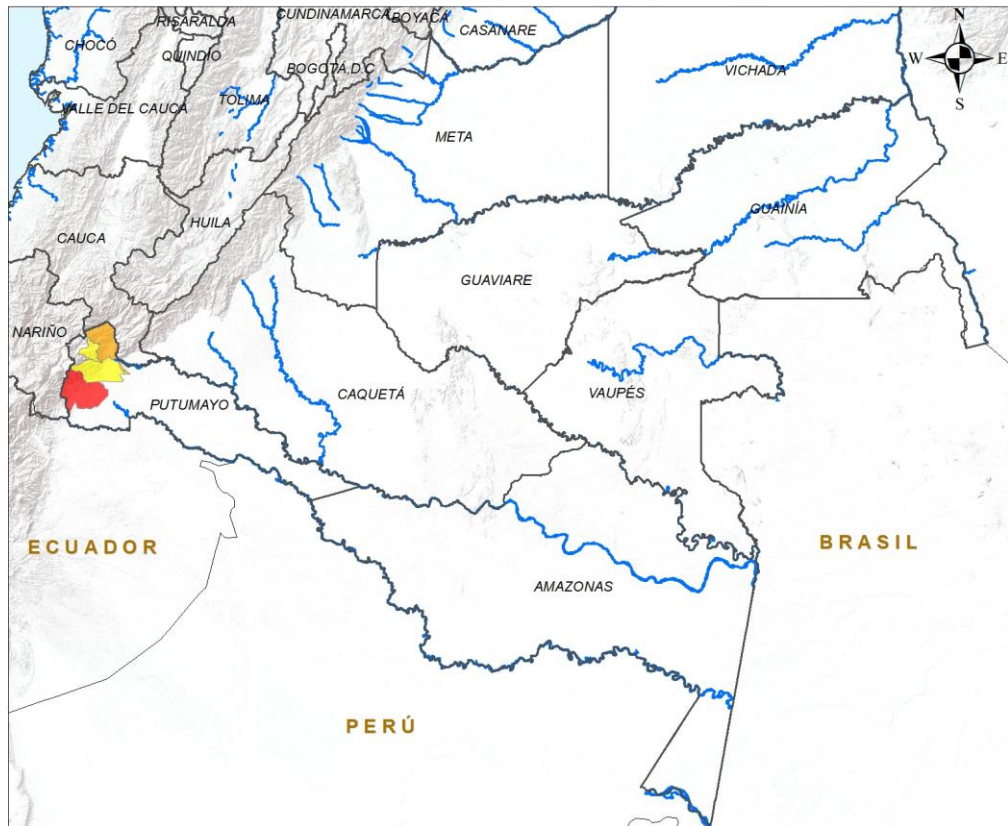 CUNDINAMARCA
BOYACÁ
RISARALDA
CASANARE
N
CHOCÓ
QUINDÍO
W
E
BOGOTÁ D.C
VICHADA
S
TOLIMA
VALLE DEL CAUCA
META
GUAINÍA
HUILA
CAUCA
GUAVIARE
NARIÑO
CAQUETÁ
VAUPÉS
PUTUMAYO
ECUADOR
BRASIL
AMAZONAS
PERÚ